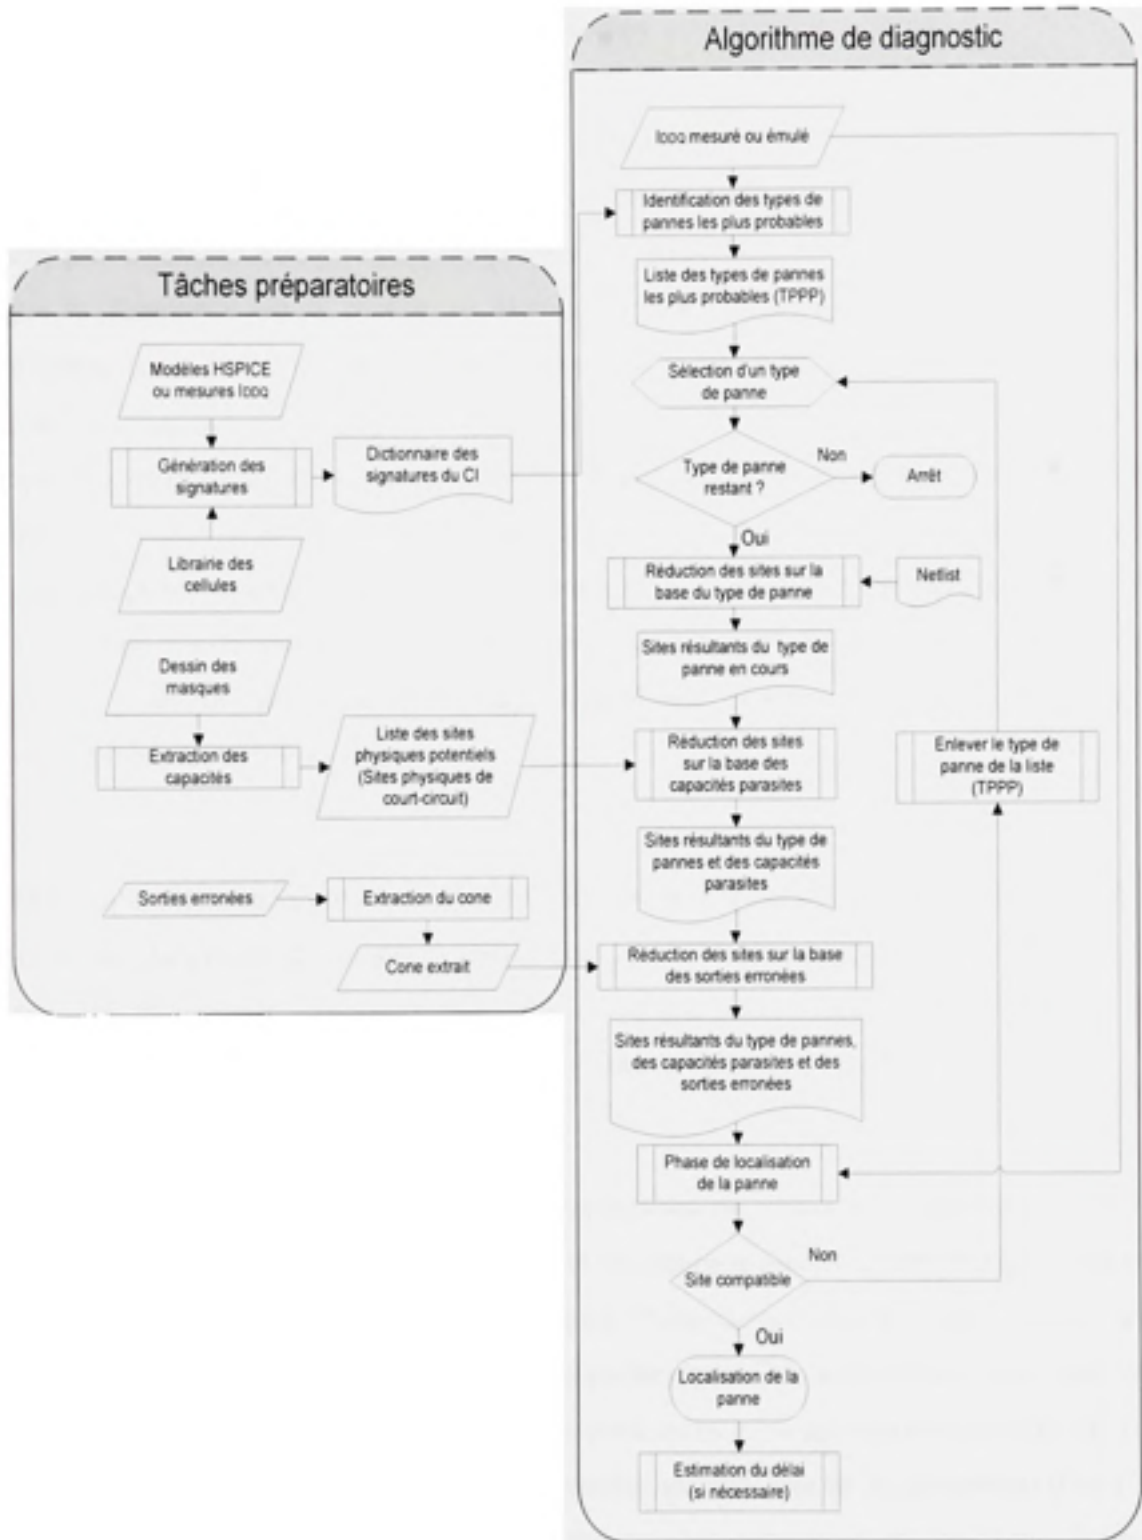 Algorithme de diagnostic
IDDQ mesuré ou émulé
Identification des types de
pannes les plus probables
Liste des types de pannes
les plus probables (TPPP)
Sélection d'un type
de panne
Type de panne
restant ?
Non
Arrêt
Oui
Réduction des sites sur la
base du type de panne
Netlist
Sites résultants du type de
panne en cours
Réduction des sites
sur la base des
capacités parasites
Enlever le type de
panne de la liste
(TPPP)
Sites résultants du type de
pannes et des capacités
parasites
Réduction des sites sur la base
des sorties erronées
Sites résultants du type de pannes,
des capacités parasites et des
sorties erronées
Phase de localisation
de la panne
Site compatible
Non
Oui
Localisation de la
panne
Estimation du délai
(si nécessaire)
Tâches préparatoires
Modèles HSPICE
ou mesures IDDQ
Génération des
signatures
Dictionnaire des
signatures du CI
Librairie des
cellules
Dessin des
masques
Extraction des
capacités
Liste des sites
physiques potentiels
(Sites physiques de
court-circuit)
Sorties erronées
Extraction du cone
Cone extrait